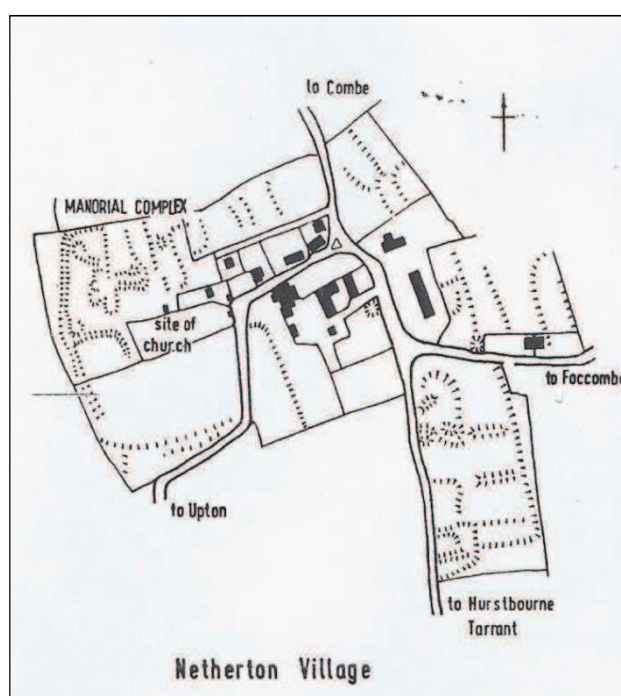 to Combe
MANORIAL COMPLEX
site of
church
to Faccombe
to Upton
to Hurstbourne
Tarrant
Netherton Village